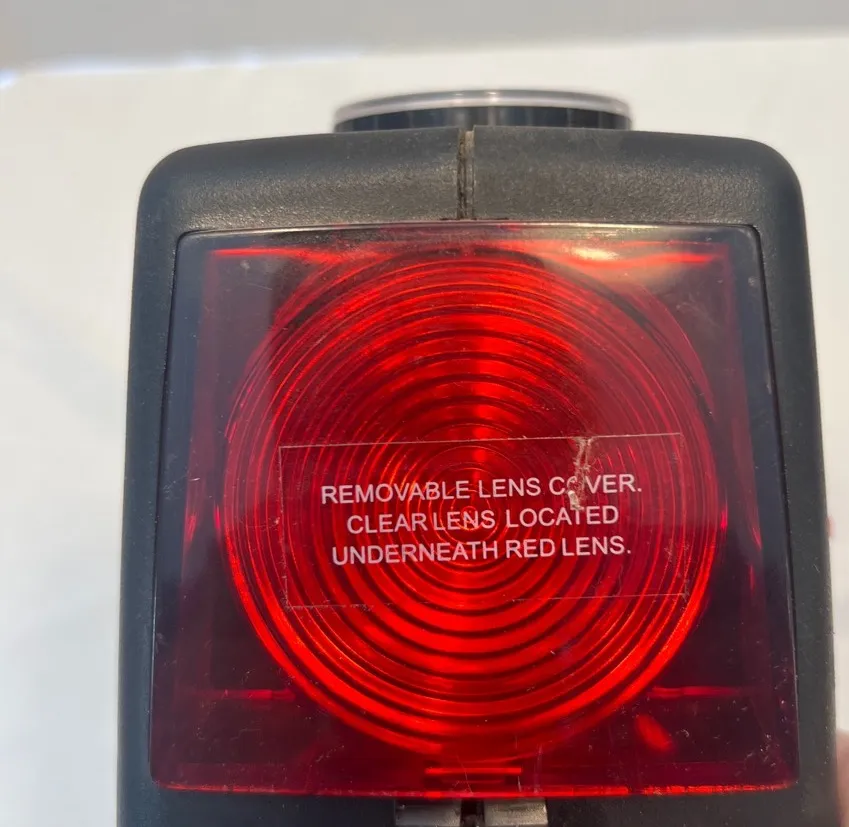 REMOVABLE LENS COVER.
CLEAR LENS LOCATED
UNDERNEATH RED LENS.